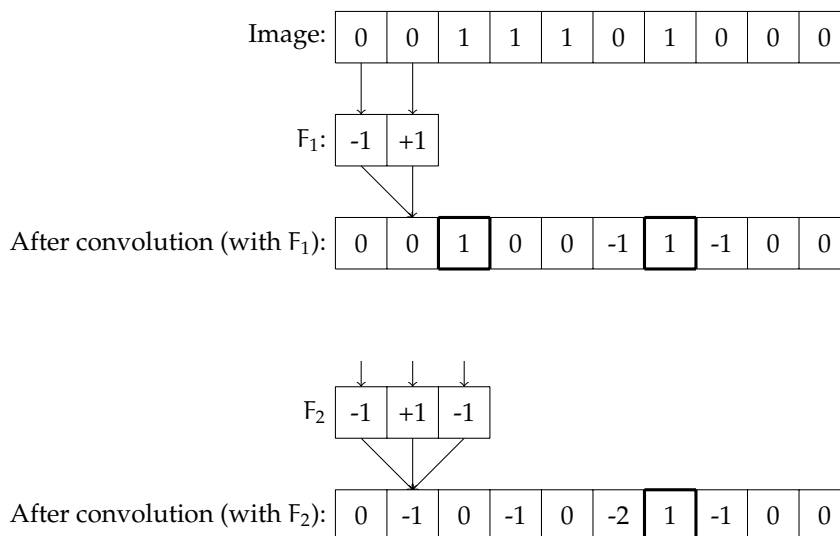 Image: 0 0 1 1 1 0 1 0 0 0
F₁: -1 +1
After convolution (with F₁): 0 0 1 0 0 -1 1 -1 0 0
F₂ -1 +1 -1
After convolution (with F₂): 0 -1 0 -1 0 -2 1 -1 0 0